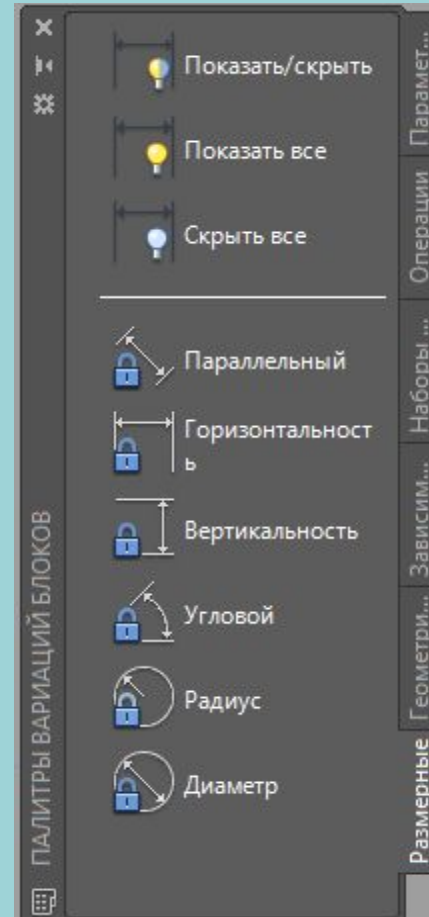 Показать/скрыть
Показать все
Скрыть все
Параллельный
Горизонтальност
ь
Вертикальность
Угловой
Радиус
Диаметр
ПАЛИТРЫ ВАРИАЦИЙ БЛОКОВ
Парамет...
Операции
Наборы ...
Зависим...
Геометри...
Размерные